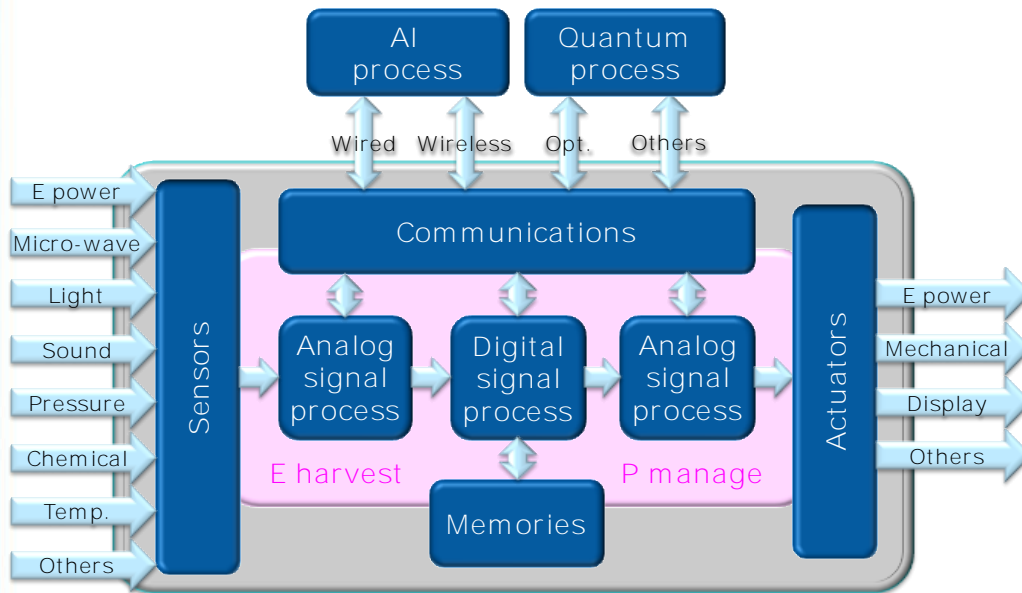 AI
process
Quantum
process
Wired
Wireless
Opt.
Others
E power
Micro-wave
Light
Sound
Pressure
Chemical
Temp.
Others
Sensors
Communications
Analog
signal
process
Digital
signal
process
Analog
signal
process
E harvest
P manage
Memories
Actuators
E power
Mechanical
Display
Others